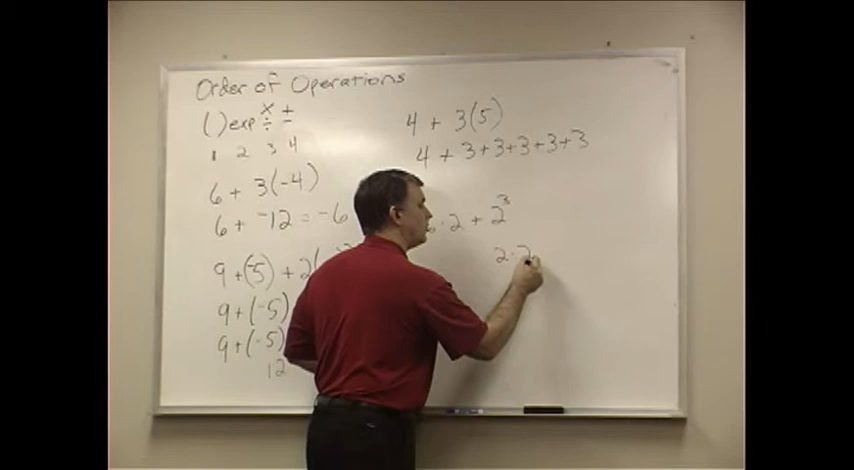 Order of Operations
( ) exp × ÷ + −
1 2 3 4
6 + 3(-4)
6 + -12 = -6
9 + (-5) + 2(
9 + (-5)
9 + (-5)
12
4 + 3(5)
4 + 3+3+3+3+3
· 2 + 2³
2 · 2